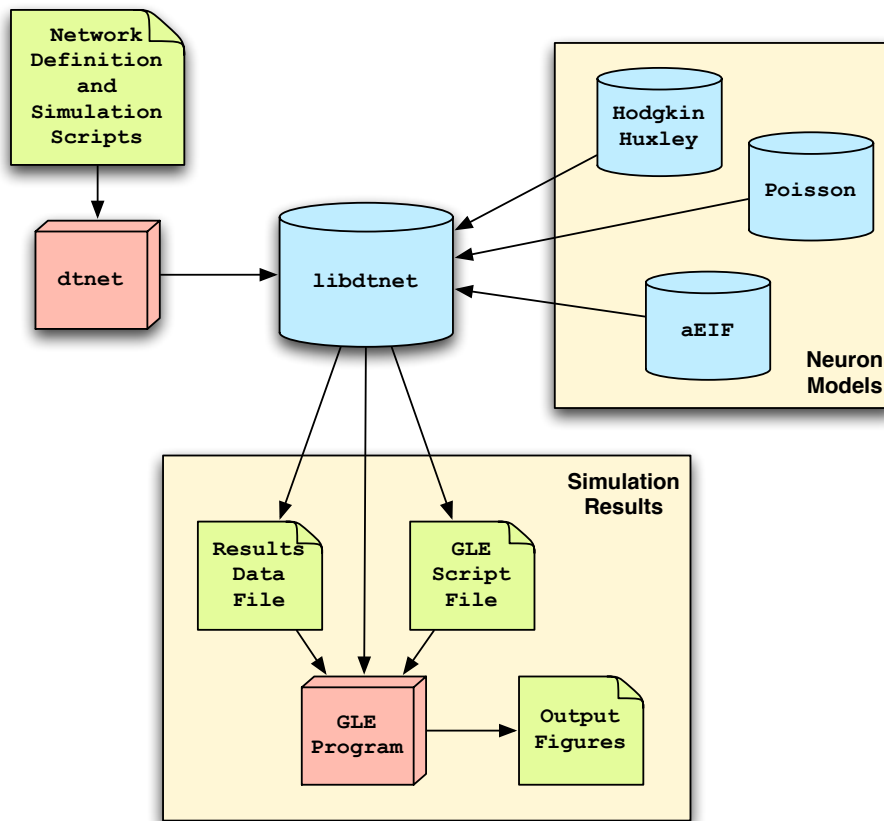 Network
Definition
and
Simulation
Scripts
dtnet
libdtnet
Hodgkin
Huxley
Poisson
aEIF
Neuron
Models
Simulation
Results
Results
Data
File
GLE
Script
File
GLE
Program
Output
Figures